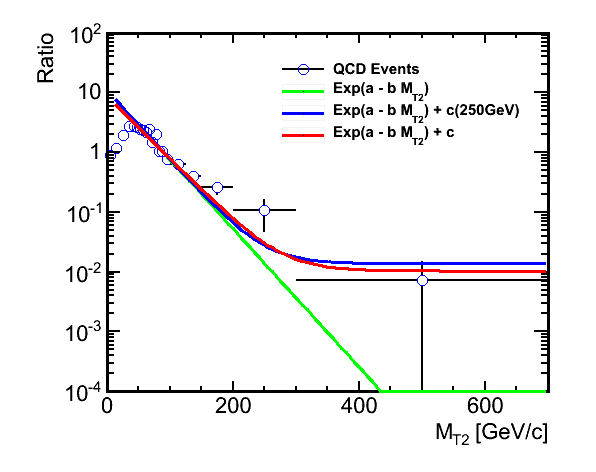 Ratio
10²
10
1
10⁻¹
10⁻²
10⁻³
10⁻⁴
QCD Events
Exp(a - b M_T2)
Exp(a - b M_T2) + c(250GeV)
Exp(a - b M_T2) + c
0 200 400 600
M_T2 [GeV/c]